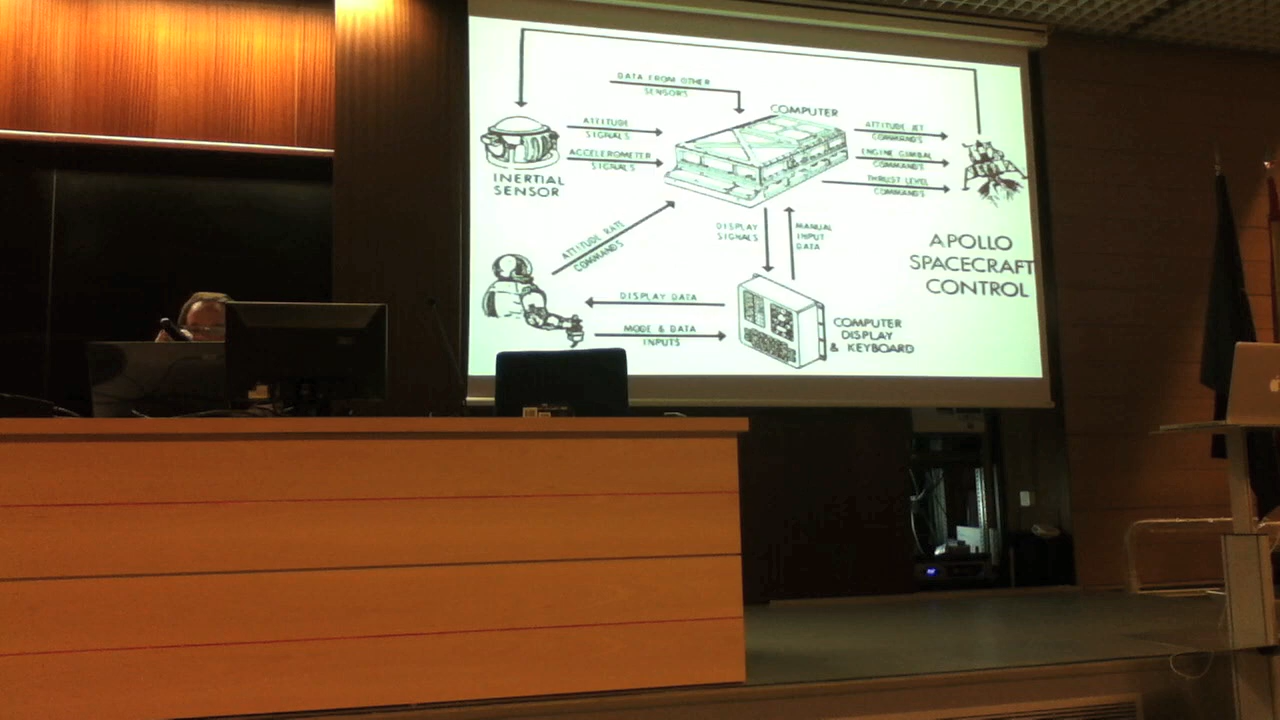 DATA FROM OTHER
SENSORS
COMPUTER
ATTITUDE
SIGNALS
ACCELEROMETER
SIGNALS
INERTIAL
SENSOR
ATTITUDE JET
COMMANDS
ENGINE GIMBAL
COMMANDS
THRUST LEVEL
COMMANDS
ATTITUDE RATE
COMMANDS
DISPLAY
SIGNALS
MANUAL
INPUT
DATA
APOLLO
SPACECRAFT
CONTROL
DISPLAY DATA
MODE & DATA
INPUTS
COMPUTER
DISPLAY
& KEYBOARD